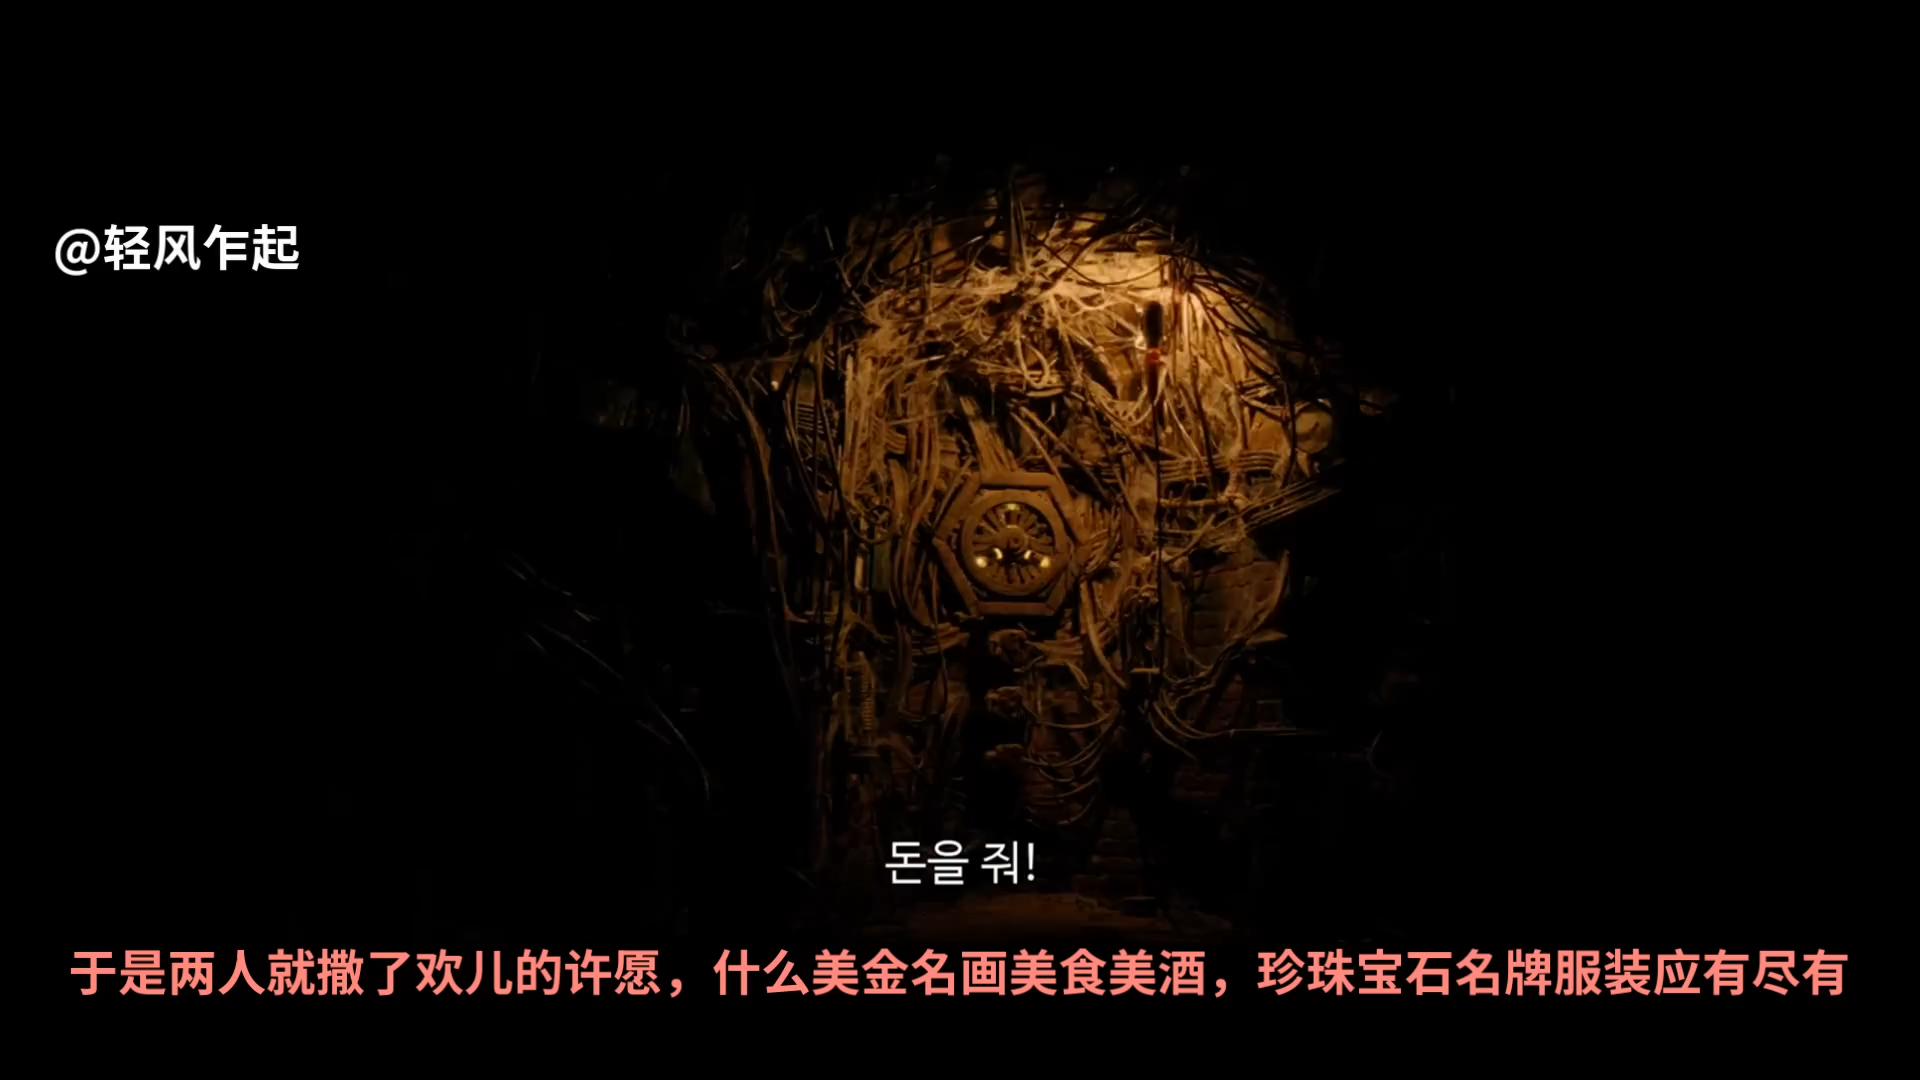 @轻风乍起
돈을 줘!
于是两人就撒了欢儿的许愿，什么美金名画美食美酒，珍珠宝石名牌服装应有尽有